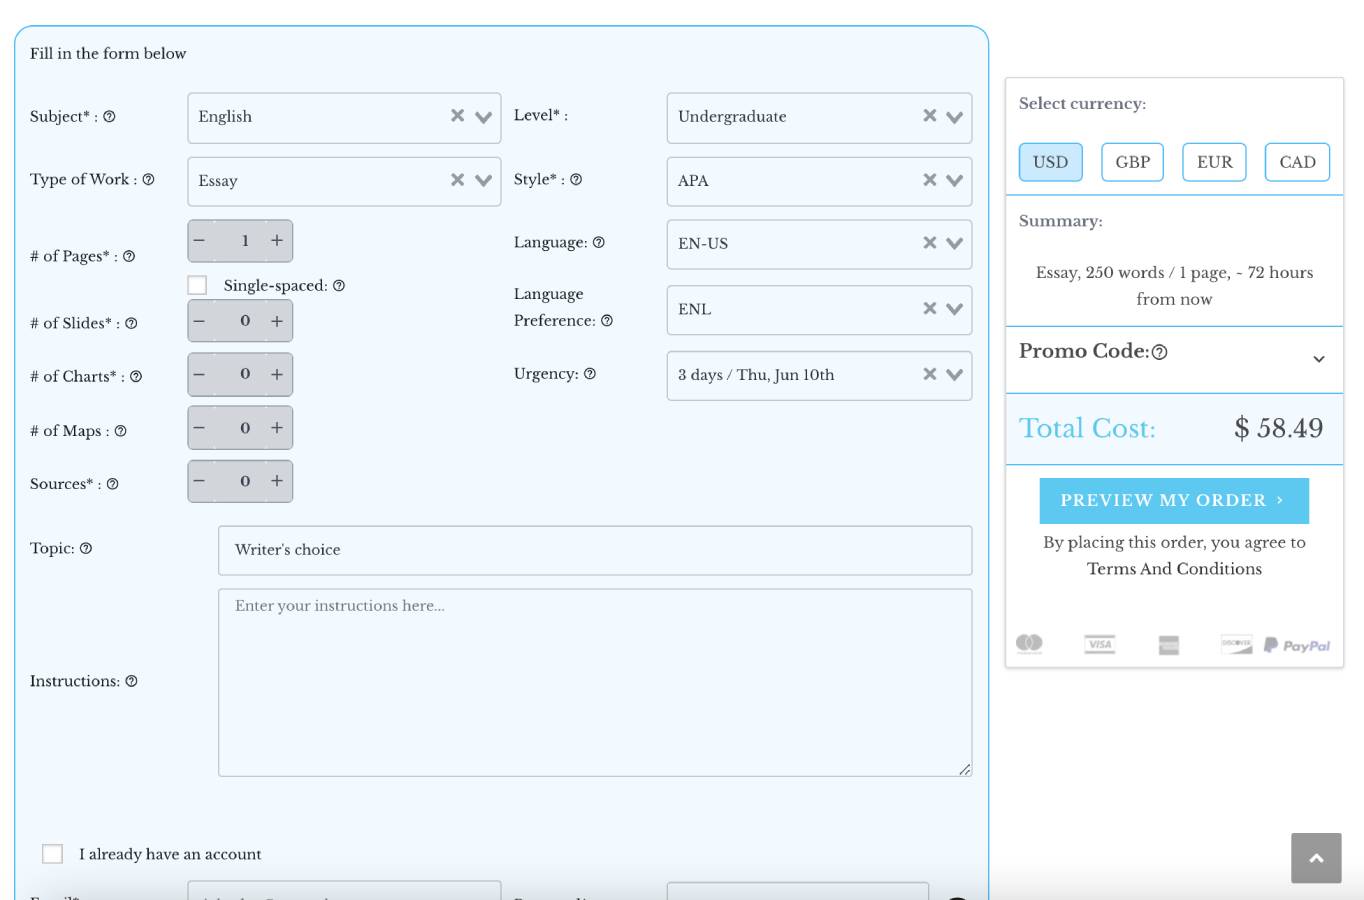 Fill in the form below
Subject* :
English
Level* :
Undergraduate
Type of Work :
Essay
Style* :
APA
# of Pages* :
1
Single-spaced:
Language:
EN-US
# of Slides* :
0
Language
Preference:
ENL
# of Charts* :
0
Urgency:
3 days / Thu, Jun 10th
# of Maps :
0
Sources* :
0
Topic:
Writer's choice
Instructions:
Enter your instructions here...
I already have an account
Select currency:
USD GBP EUR CAD
Summary:
Essay, 250 words / 1 page, ~ 72 hours
from now
Promo Code:
Total Cost: $ 58.49
PREVIEW MY ORDER ›
By placing this order, you agree to
Terms And Conditions
VISA
DISCOVER
PayPal